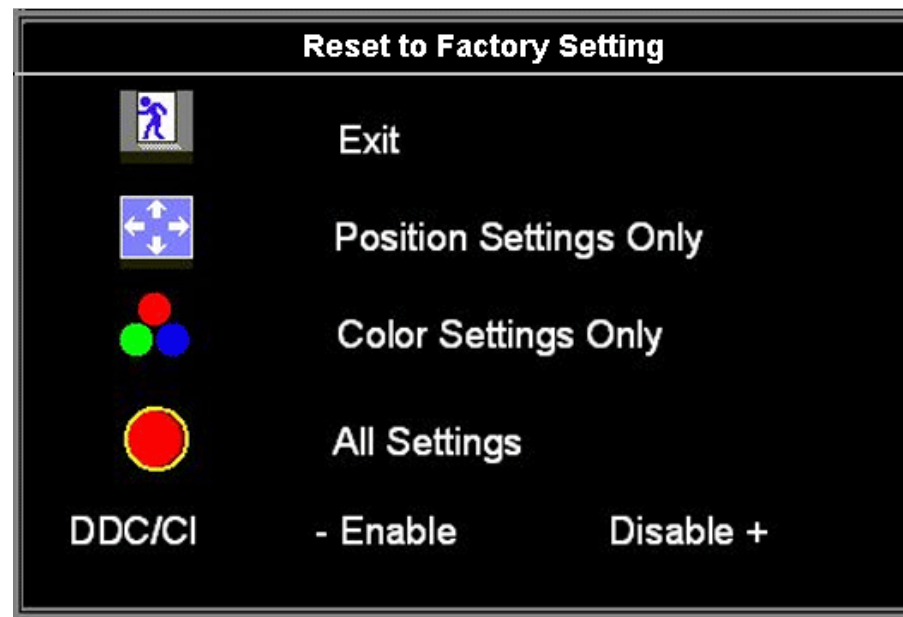 Reset to Factory Setting
Exit
Position Settings Only
Color Settings Only
All Settings
DDC/CI - Enable Disable +